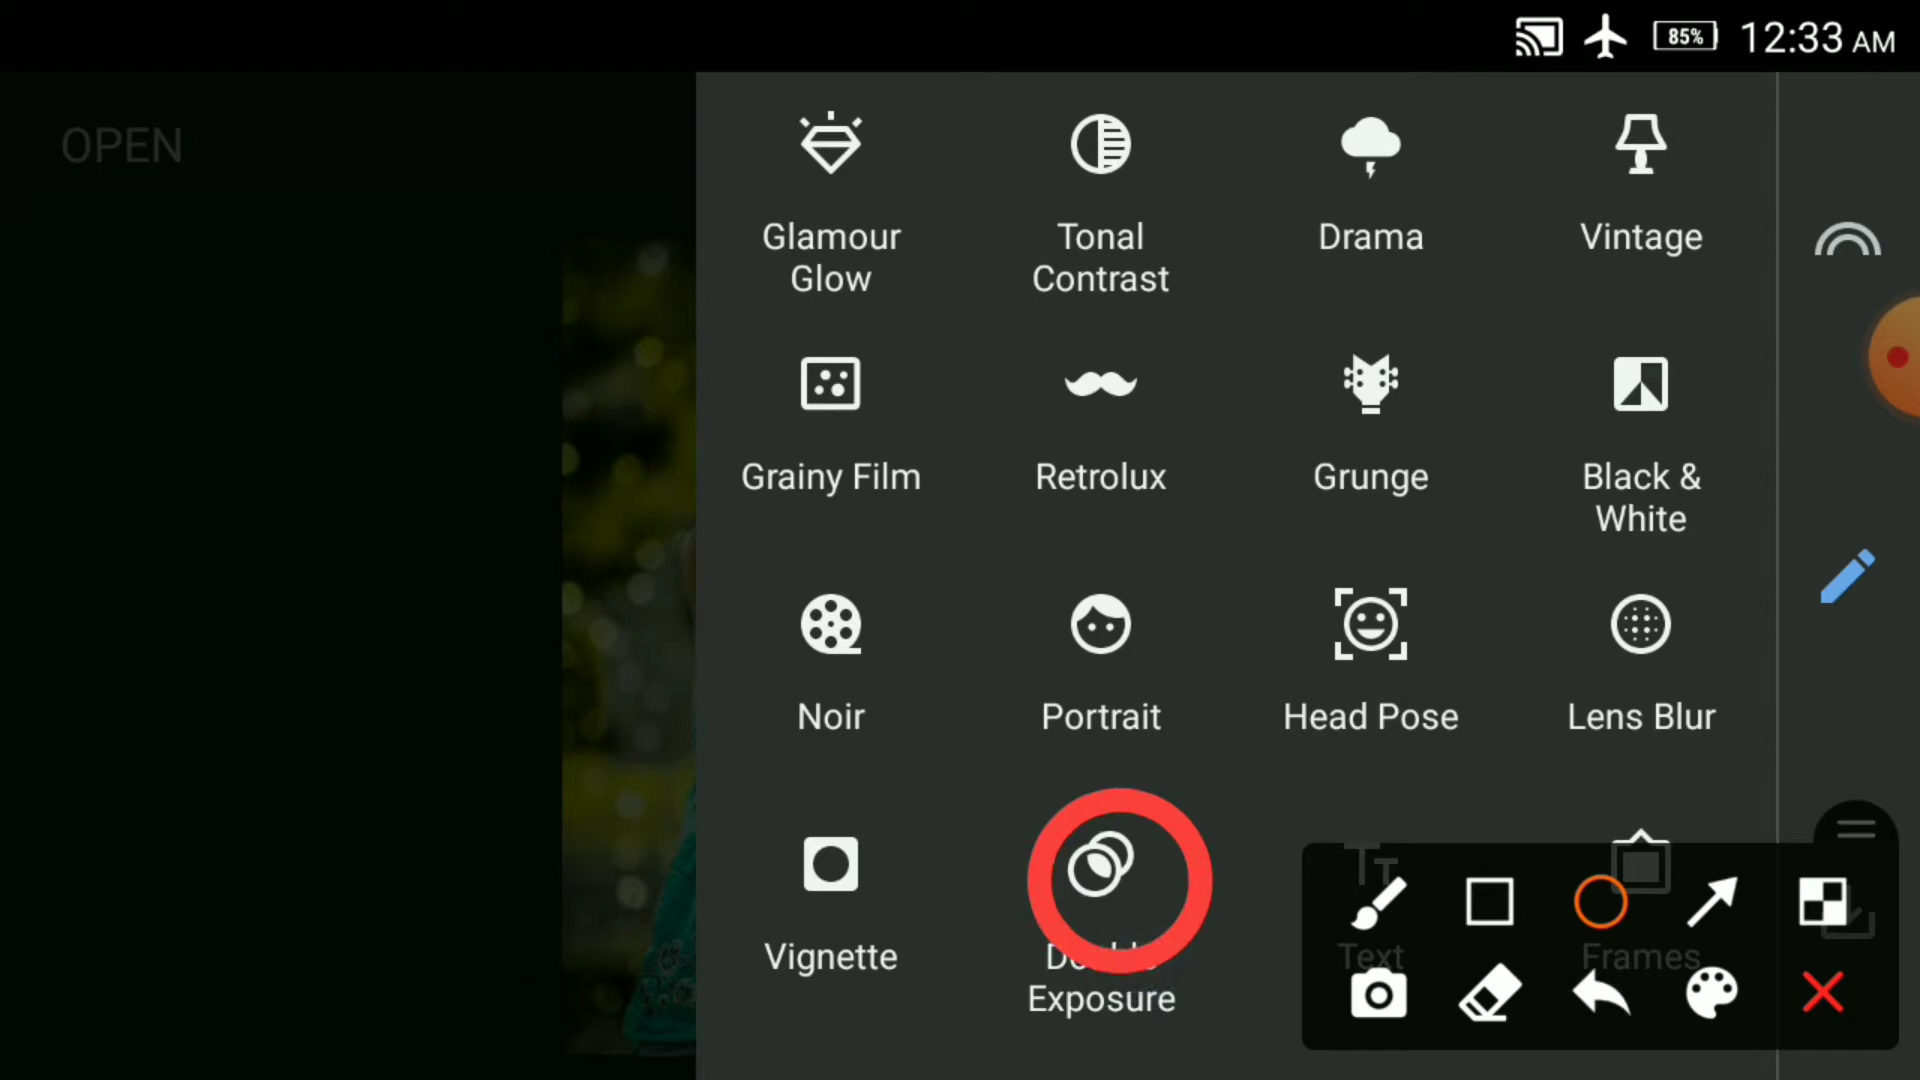 85% 12:33 AM
OPEN
Glamour
Glow
Tonal
Contrast
Drama
Vintage
Grainy Film
Retrolux
Grunge
Black &
White
Noir
Portrait
Head Pose
Lens Blur
Vignette
Double
Exposure
Text
Frames